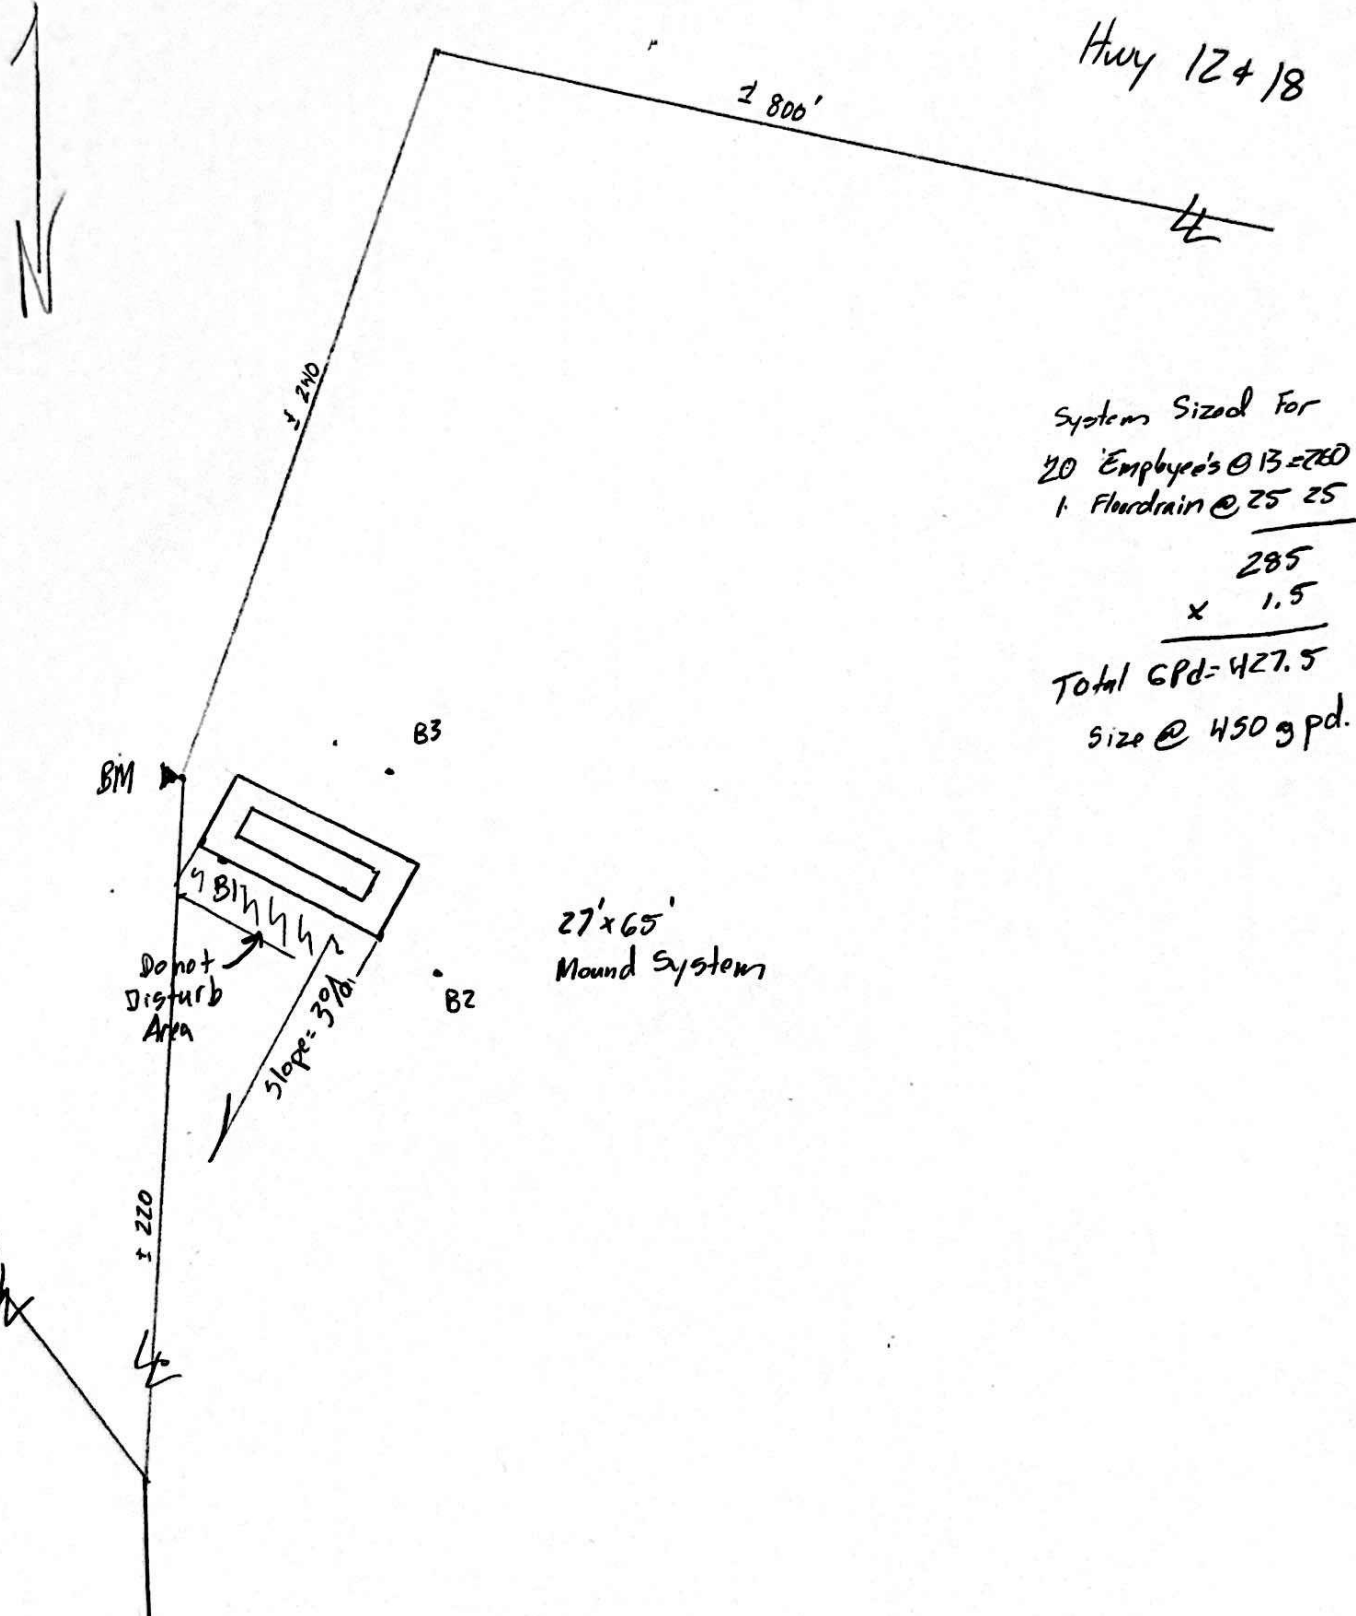 N
Hwy 12 & 18
± 800'
± 240
System Sized For
20 Employee's @ 13 = 260
1. Floordrain @ 25 25
285
x 1.5
Total GPd = 427.5
Size @ 450 gpd.
B3
BM
B1
27' x 65'
Mound System
Do not
Disturb
Area
B2
Slope = 3%
± 220